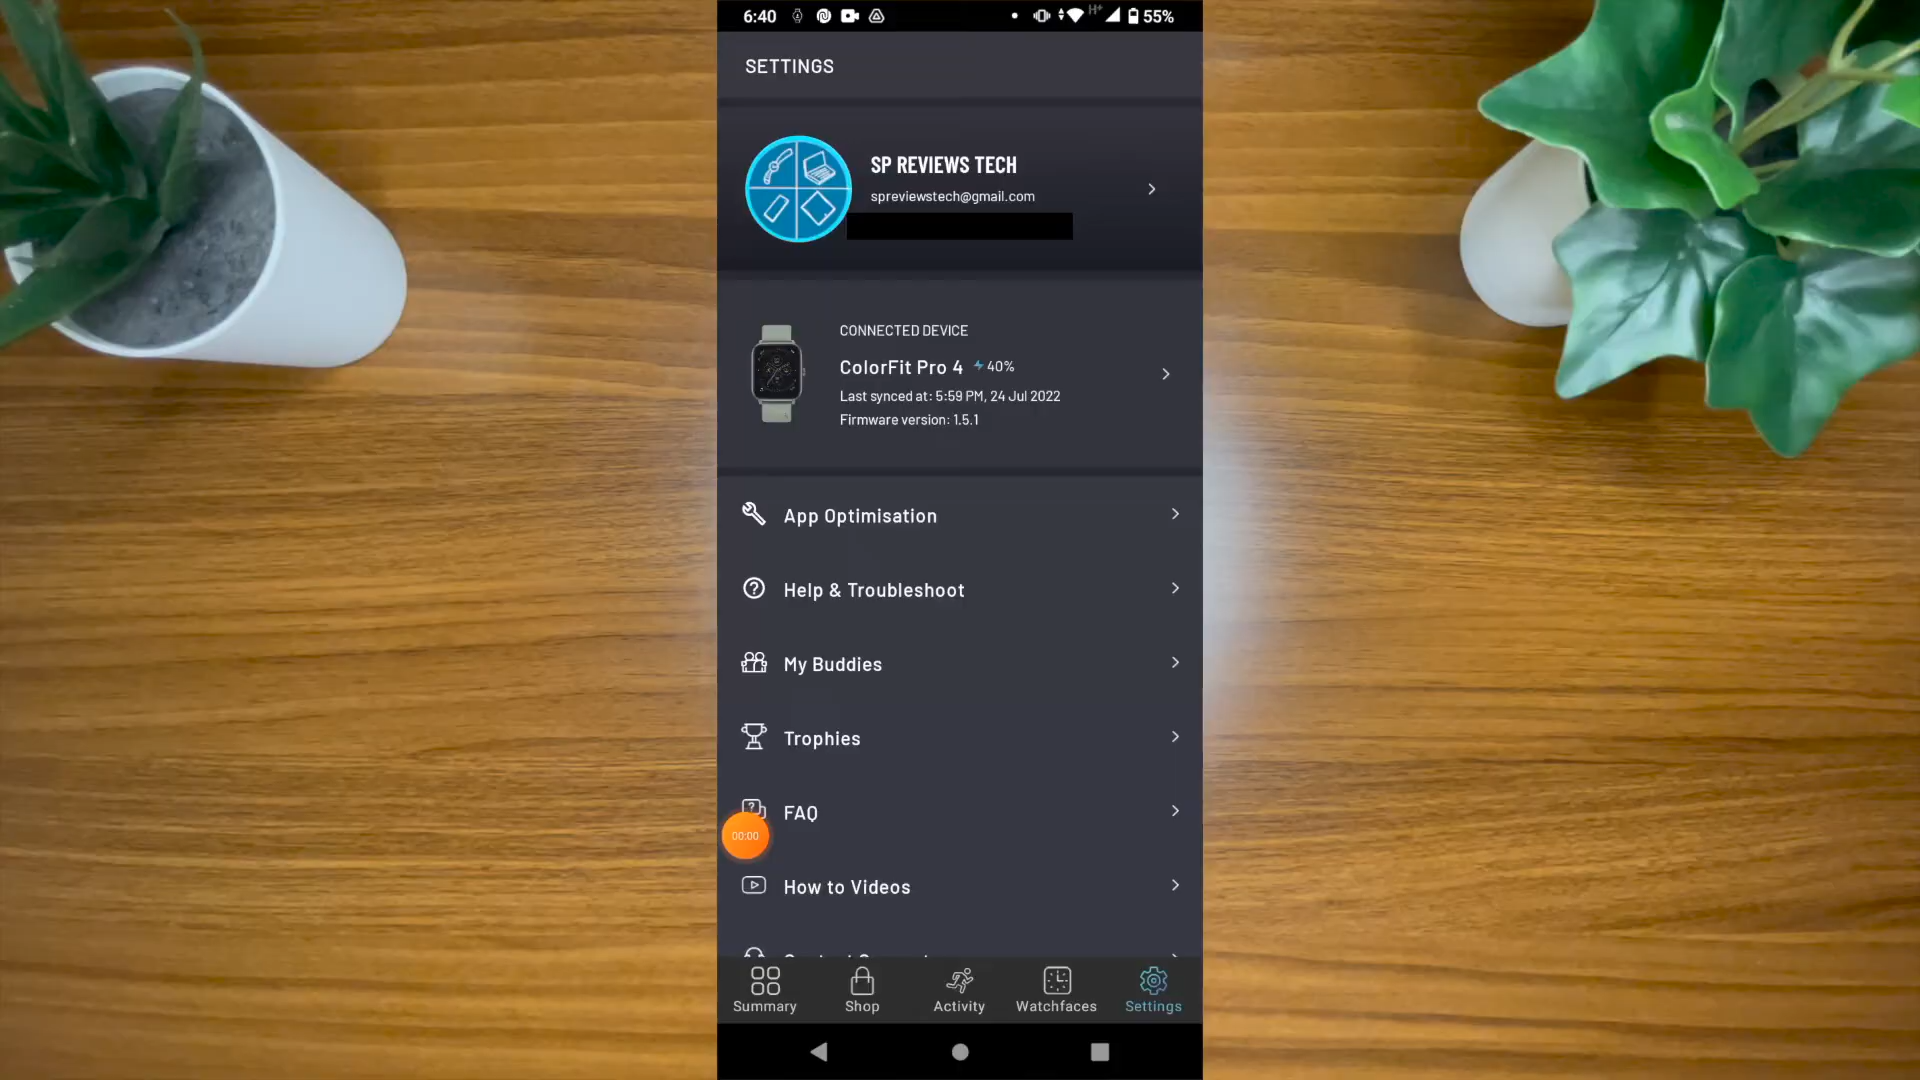 6:40
H+
55%
SETTINGS
SP REVIEWS TECH
spreviewstech@gmail.com
CONNECTED DEVICE
ColorFit Pro 4 40%
Last synced at: 5:59 PM, 24 Jul 2022
Firmware version: 1.5.1
App Optimisation
Help & Troubleshoot
My Buddies
Trophies
FAQ
00:00
How to Videos
Summary
Shop
Activity
Watchfaces
Settings